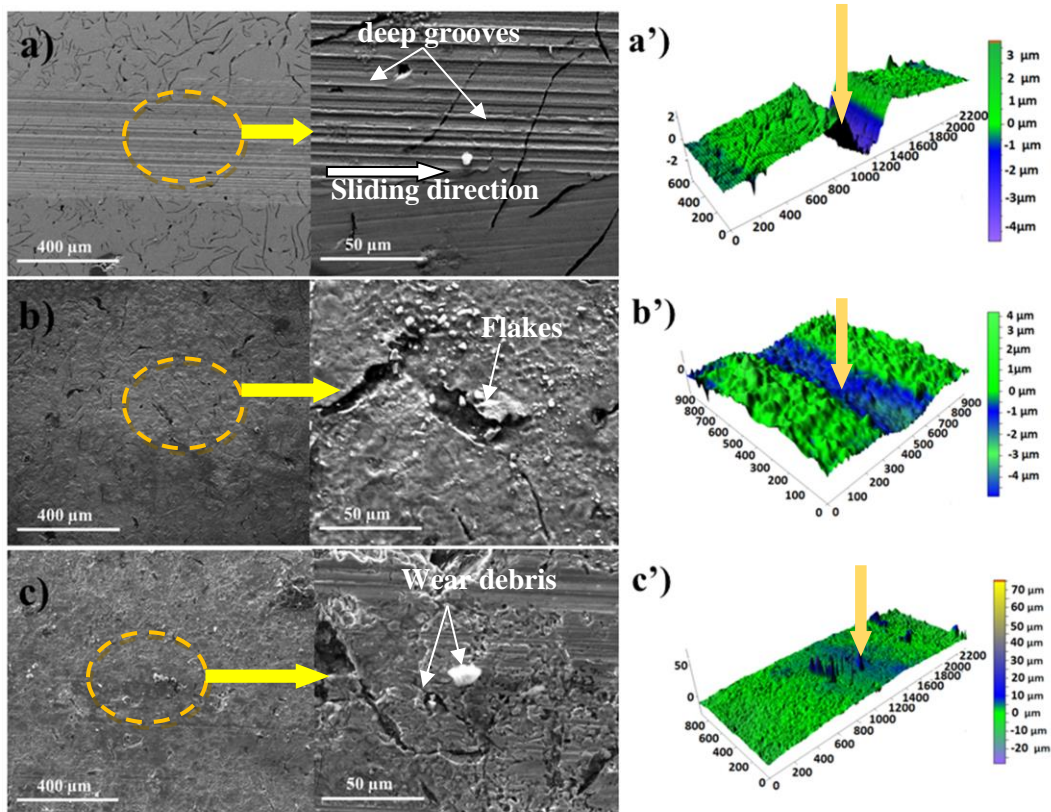 a)
deep grooves
Sliding direction
400 µm
50 µm
a')
2
0
-2
600
400
200
0
0
200
400
600
800
1000
1200
1400
1600
1800
2000
2200
3 µm
2 µm
1 µm
0 µm
-1 µm
-2 µm
-3µm
-4µm
b)
Flakes
400 µm
50 µm
b')
0
900
700
500
300
100
0
0
100
200
300
400
500
600
700
800
900
4 µm
3 µm
2µm
1 µm
0 µm
-1 µm
-2 µm
-3 µm
-4 µm
c)
Wear debris
400 µm
50 µm
c')
50
0
800
600
400
200
0
0
200
400
600
800
1000
1200
1400
1600
1800
2000
2200
70 µm
60 µm
50 µm
40 µm
30 µm
20 µm
10 µm
0 µm
-10 µm
-20 µm